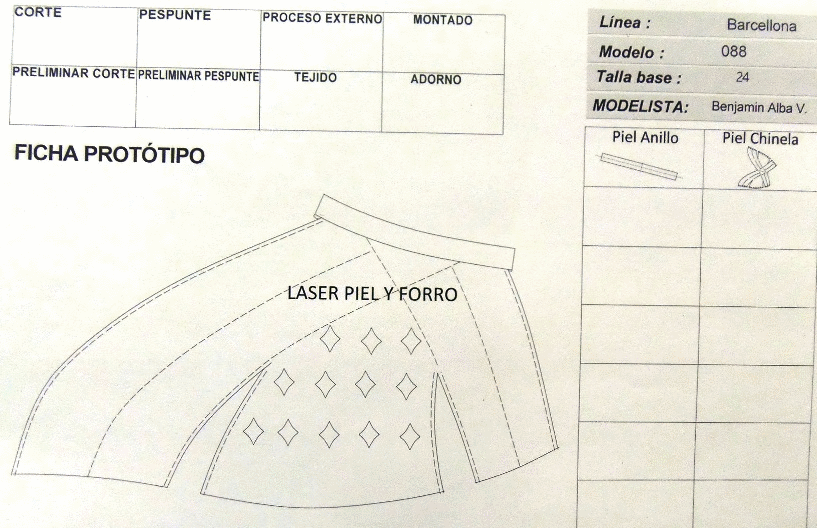 CORTE PESPUNTE PROCESO EXTERNO MONTADO
PRELIMINAR CORTE PRELIMINAR PESPUNTE TEJIDO ADORNO
FICHA PROTÓTIPO
LASER PIEL Y FORRO
Línea : Barcellona
Modelo : 088
Talla base : 24
MODELISTA: Benjamin Alba V.
Piel Anillo Piel Chinela